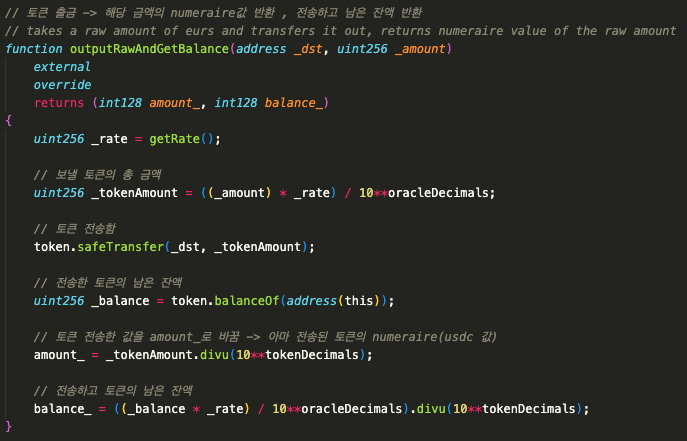 // 토큰 출금 -> 해당 금액의 numeraire값 반환 , 전송하고 남은 잔액 반환
// takes a raw amount of eurs and transfers it out, returns numeraire value of the raw amount
function outputRawAndGetBalance(address _dst, uint256 _amount)
    external
    override
    returns (int128 amount_, int128 balance_)
{
    uint256 _rate = getRate();

    // 보낼 토큰의 총 금액
    uint256 _tokenAmount = ((_amount) * _rate) / 10**oracleDecimals;

    // 토큰 전송함
    token.safeTransfer(_dst, _tokenAmount);

    // 전송한 토큰의 남은 잔액
    uint256 _balance = token.balanceOf(address(this));

    // 토큰 전송한 값을 amount_로 바꿈 -> 아마 전송된 토큰의 numeraire(usdc 값)
    amount_ = _tokenAmount.divu(10**tokenDecimals);

    // 전송하고 토큰의 남은 잔액
    balance_ = ((_balance * _rate) / 10**oracleDecimals).divu(10**tokenDecimals);
}